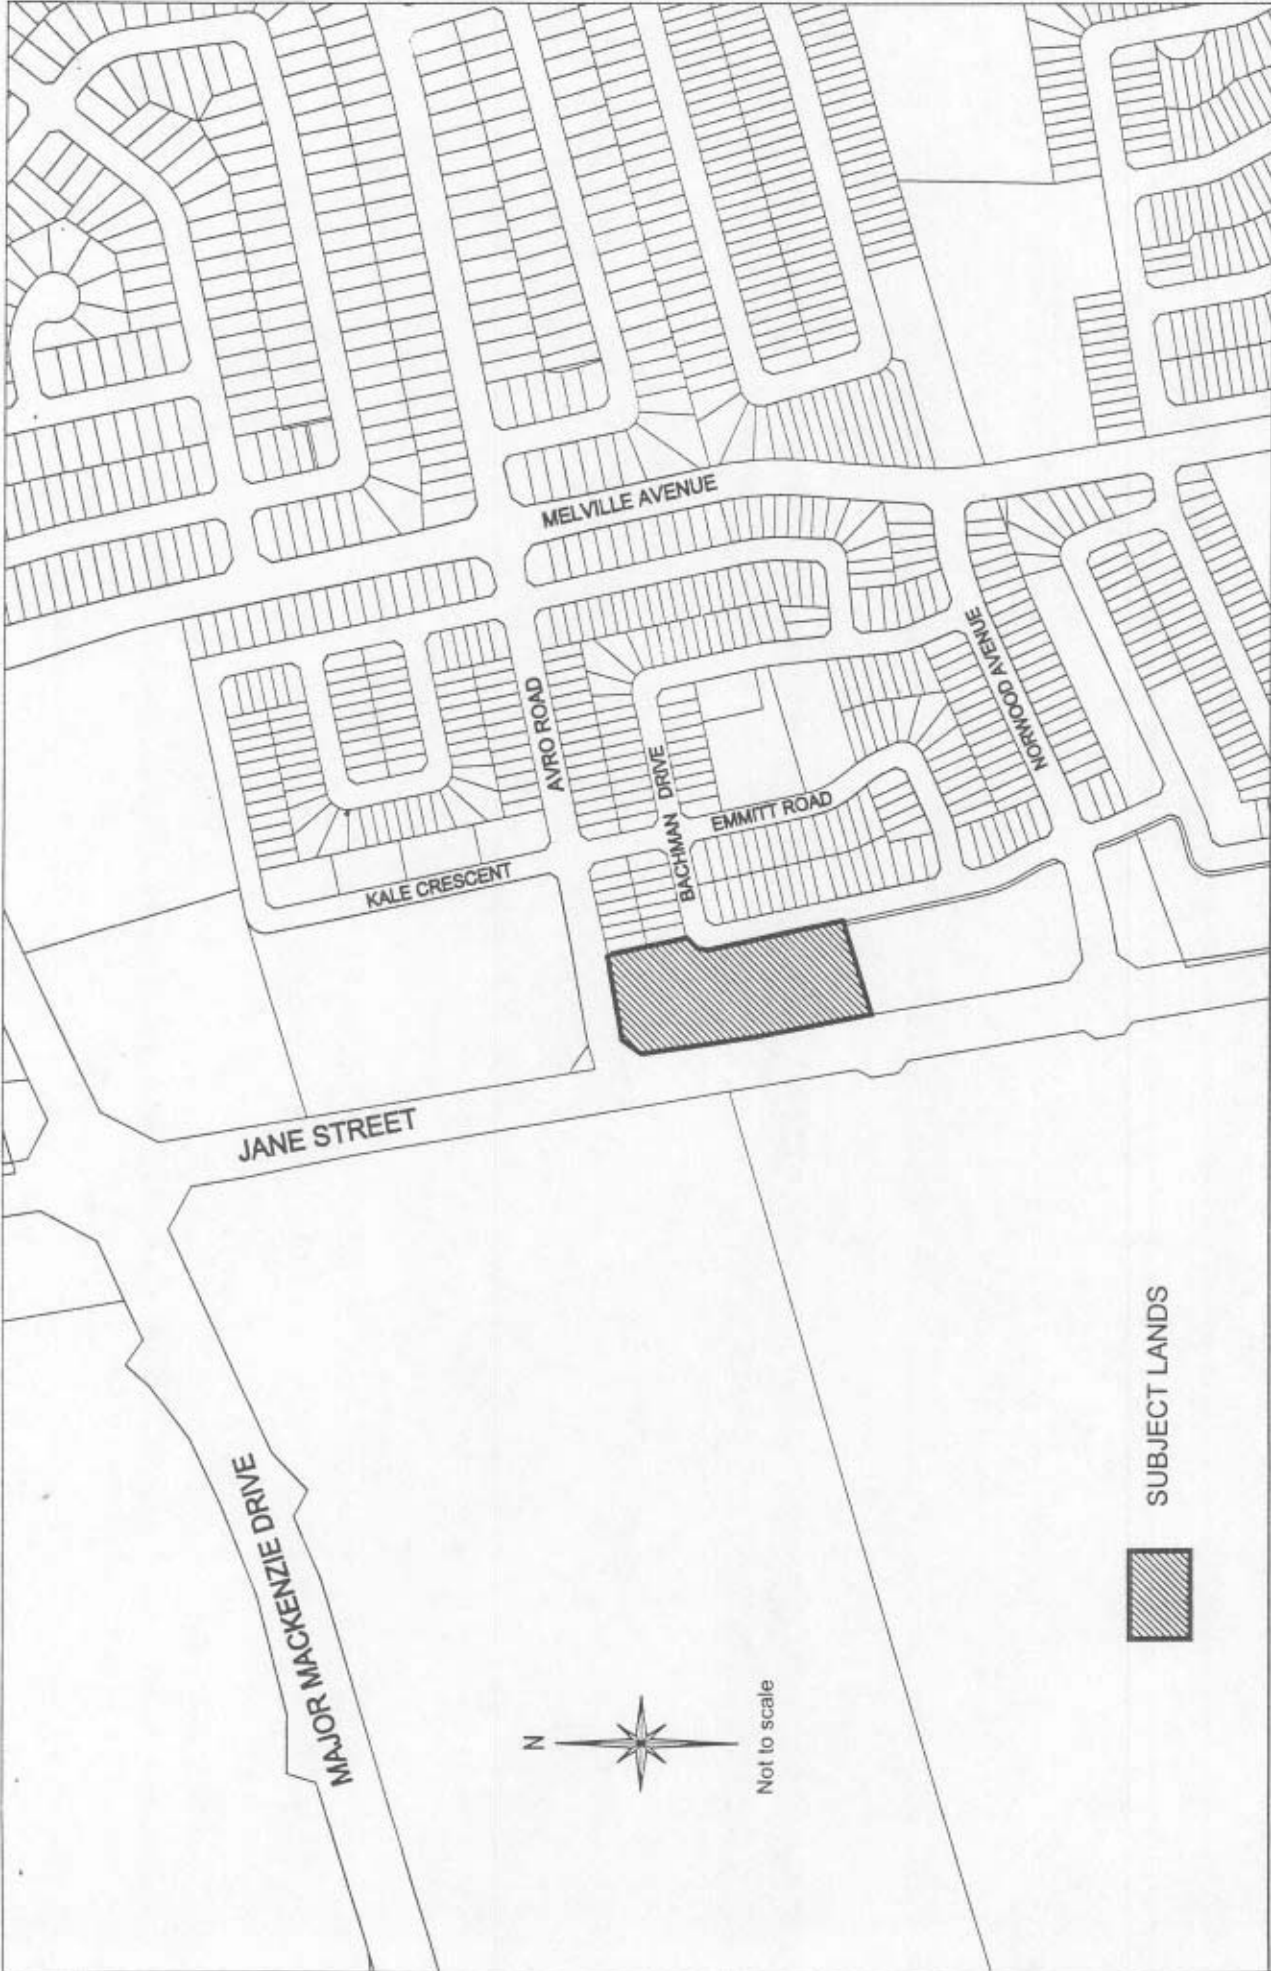 MELVILLE AVENUE
AVRO ROAD
NORWOOD AVENUE
BACHMAN DRIVE
EMMITT ROAD
KALE CRESCENT
JANE STREET
MAJOR MACKENZIE DRIVE
N
Not to scale
SUBJECT LANDS